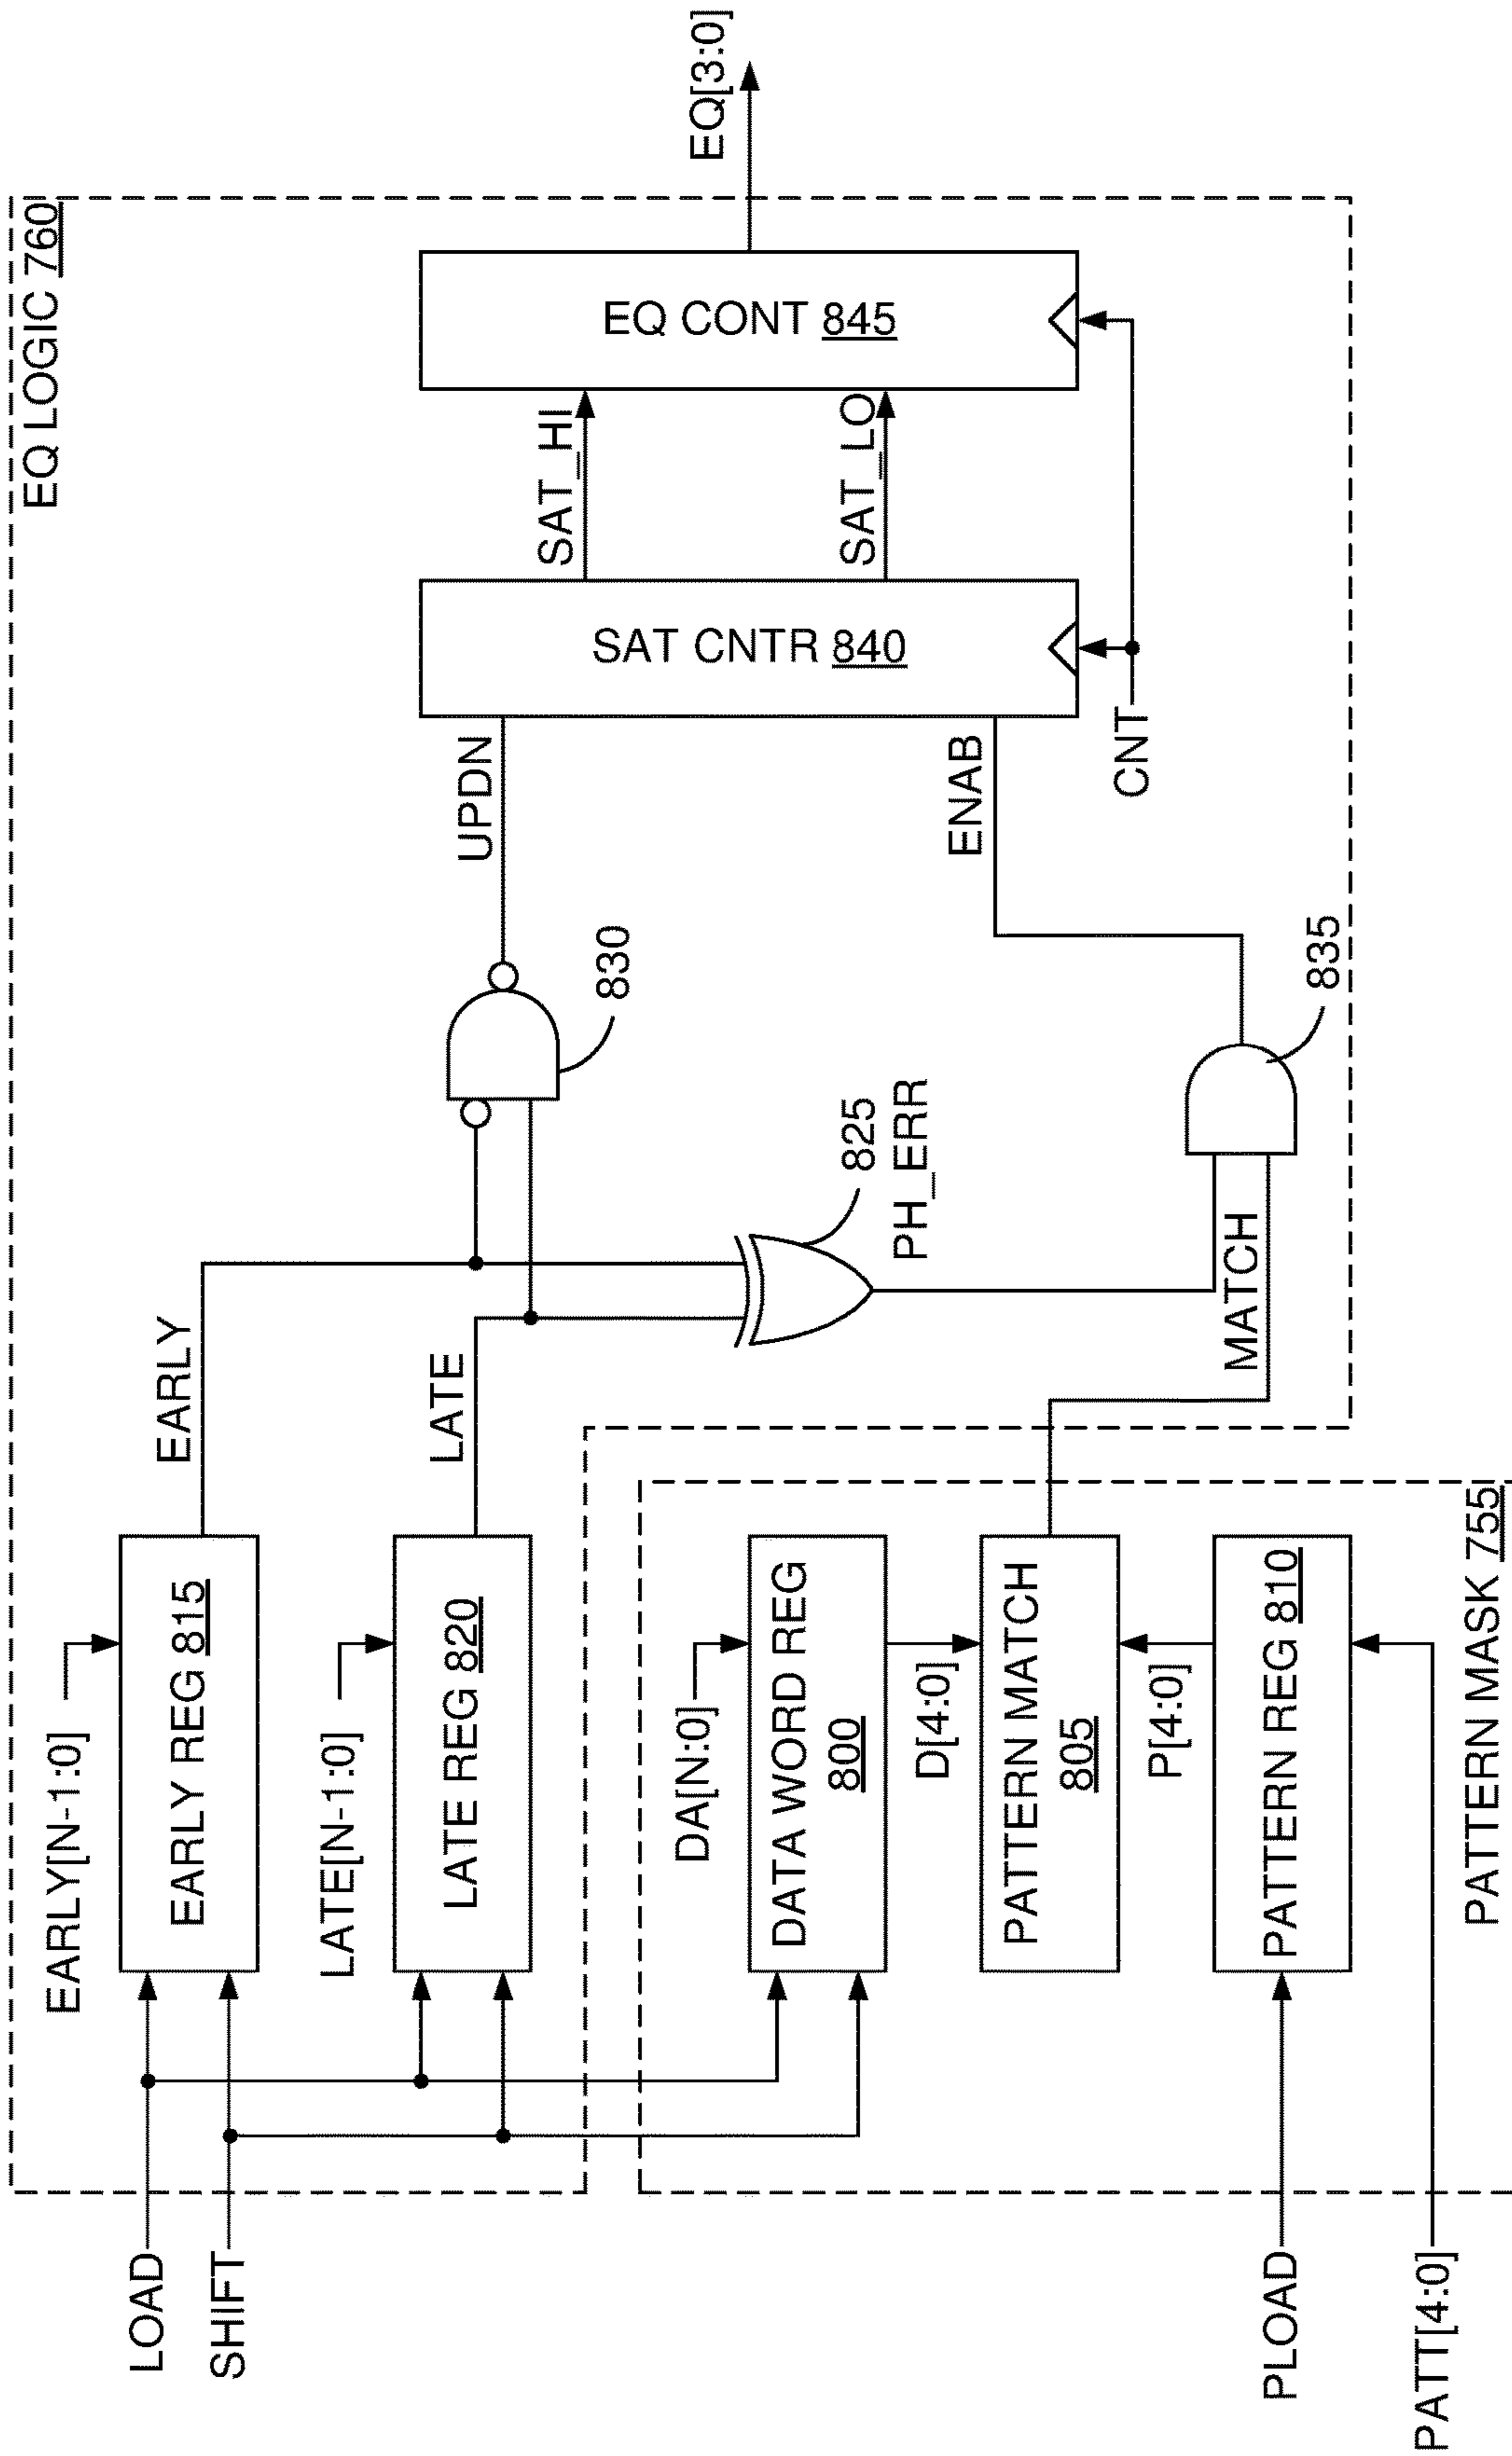 EQ LOGIC 760
EARLY[N-1:0]
EARLY REG 815
EARLY
LATE[N-1:0]
LATE REG 820
LATE
LOAD
SHIFT
830
UPDN
825
PH_ERR
SAT CNTR 840
SAT_HI
SAT_LO
EQ CONT 845
EQ[3:0]
ENAB
CNT
835
MATCH
DA[N:0]
DATA WORD REG
800
D[4:0]
PATTERN MATCH
805
P[4:0]
PATTERN REG 810
PLOAD
PATT[4:0]
PATTERN MASK 755